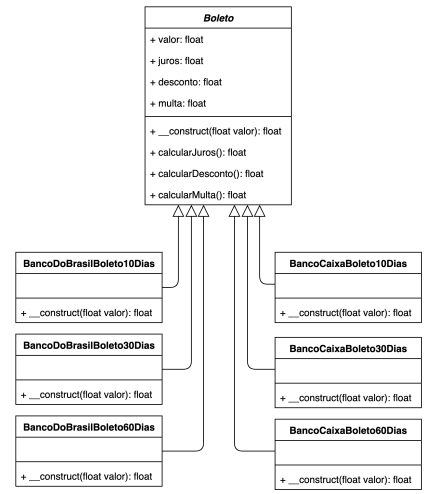 Boleto
+ valor: float
+ juros: float
+ desconto: float
+ multa: float
+ __construct(float valor): float
+ calcularJuros(): float
+ calcularDesconto(): float
+ calcularMulta(): float
BancoDoBrasilBoleto10Dias
+ __construct(float valor): float
BancoDoBrasilBoleto30Dias
+ __construct(float valor): float
BancoDoBrasilBoleto60Dias
+ __construct(float valor): float
BancoCaixaBoleto10Dias
+ __construct(float valor): float
BancoCaixaBoleto30Dias
+ __construct(float valor): float
BancoCaixaBoleto60Dias
+ __construct(float valor): float